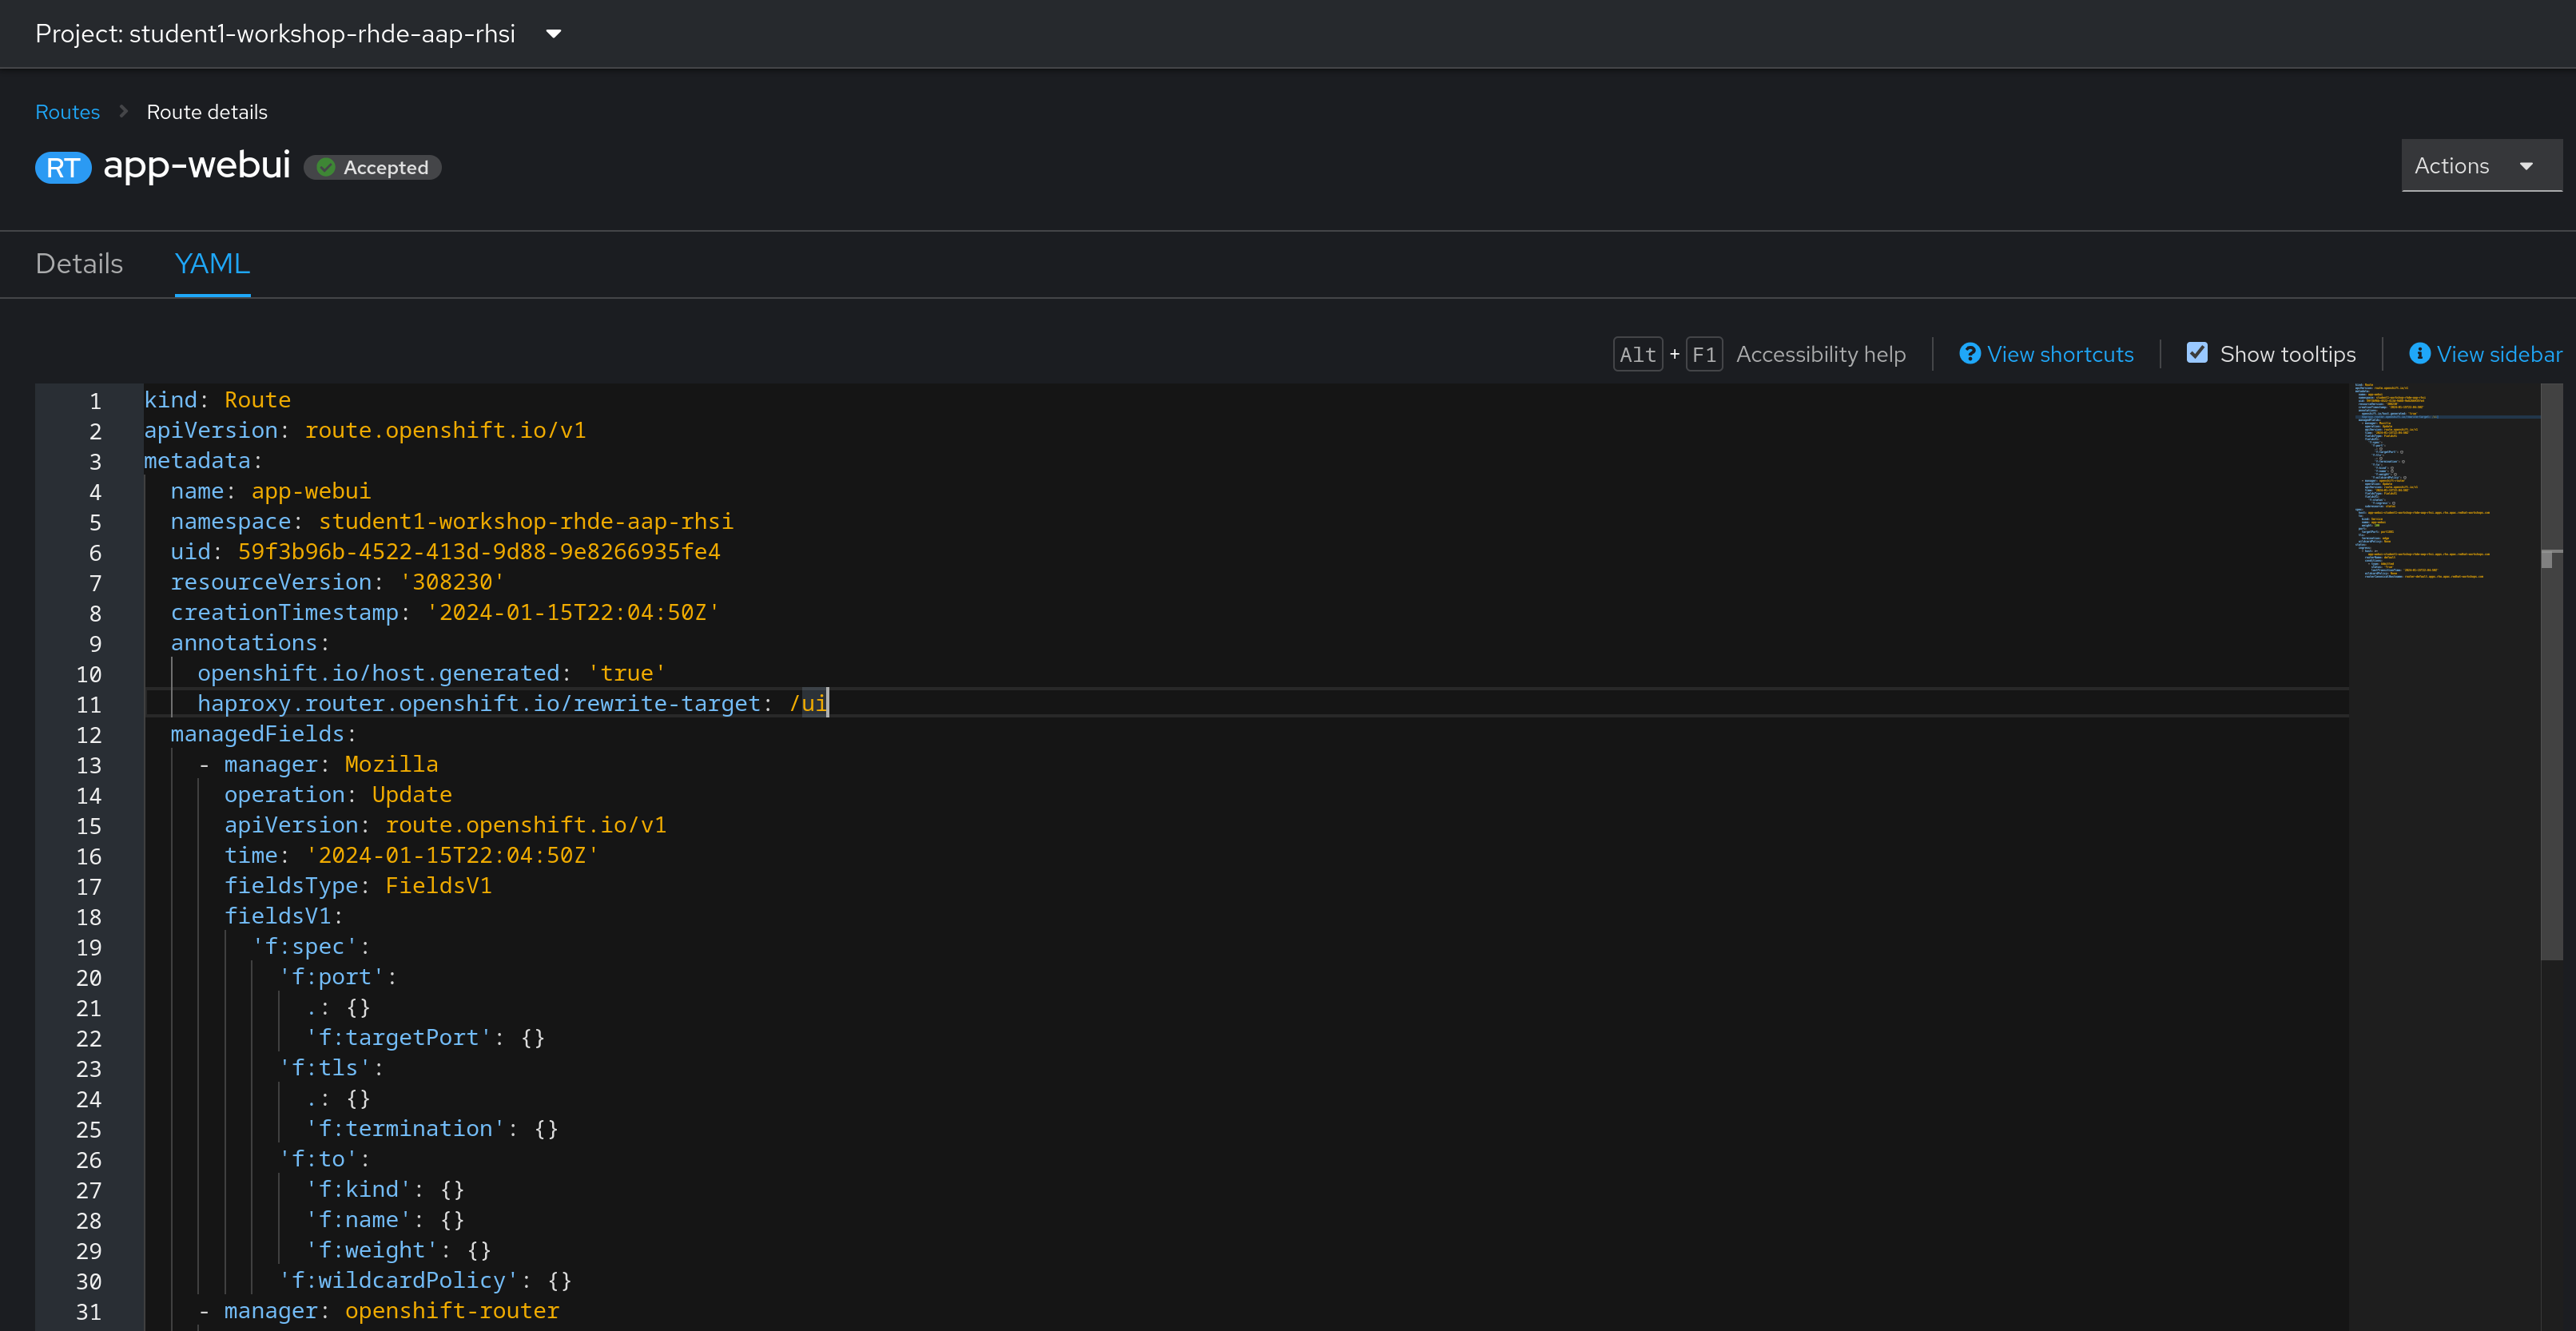 Project: student1-workshop-rhde-aap-rhsi
Routes > Route details
RT app-webui Accepted
Actions
Details YAML
Alt + F1 Accessibility help View shortcuts Show tooltips View sidebar
1 kind: Route
2 apiVersion: route.openshift.io/v1
3 metadata:
4   name: app-webui
5   namespace: student1-workshop-rhde-aap-rhsi
6   uid: 59f3b96b-4522-413d-9d88-9e8266935fe4
7   resourceVersion: '308230'
8   creationTimestamp: '2024-01-15T22:04:50Z'
9   annotations:
10     openshift.io/host.generated: 'true'
11     haproxy.router.openshift.io/rewrite-target: /ui
12   managedFields:
13     - manager: Mozilla
14       operation: Update
15       apiVersion: route.openshift.io/v1
16       time: '2024-01-15T22:04:50Z'
17       fieldsType: FieldsV1
18       fieldsV1:
19         'f:spec':
20           'f:port':
21             .: {}
22             'f:targetPort': {}
23           'f:tls':
24             .: {}
25             'f:termination': {}
26           'f:to':
27             'f:kind': {}
28             'f:name': {}
29             'f:weight': {}
30           'f:wildcardPolicy': {}
31     - manager: openshift-router